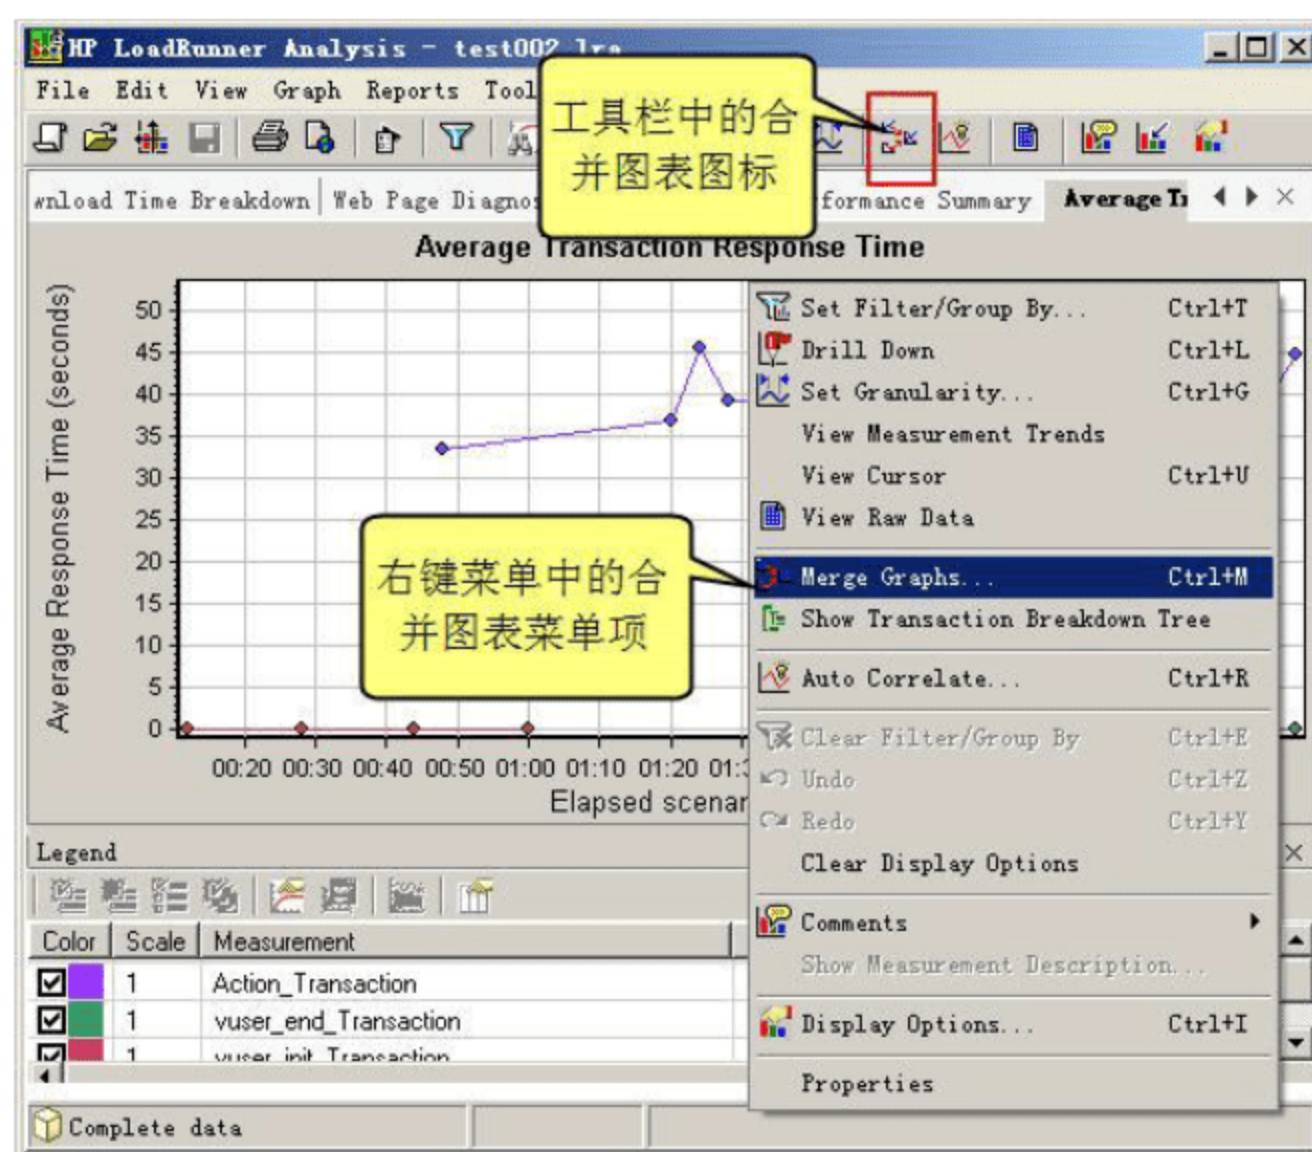 HP LoadRunner Analysis - test002.lra
File Edit View Graph Reports Tool
工具栏中的合
并图表图标
wnload Time Breakdown Web Page Diagnos formance Summary Average Tr
Average Transaction Response Time
Average Response Time (seconds)
50
45
40
35
30
25
20
15
10
5
0
00:20 00:30 00:40 00:50 01:00 01:10 01:20 01:3
Elapsed scenar
右键菜单中的合
并图表菜单项
Set Filter/Group By... Ctrl+T
Drill Down Ctrl+L
Set Granularity... Ctrl+G
View Measurement Trends
View Cursor Ctrl+U
View Raw Data
Merge Graphs... Ctrl+M
Show Transaction Breakdown Tree
Auto Correlate... Ctrl+R
Clear Filter/Group By Ctrl+E
Undo Ctrl+Z
Redo Ctrl+Y
Clear Display Options
Comments
Show Measurement Description...
Display Options... Ctrl+I
Properties
Legend
Color Scale Measurement
1 Action_Transaction
1 vuser_end_Transaction
1 vuser_init_Transaction
Complete data